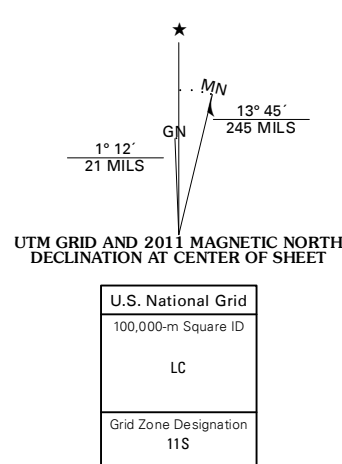 ★
MN
GN
13° 45´
245 MILS
1° 12´
21 MILS
UTM GRID AND 2011 MAGNETIC NORTH
DECLINATION AT CENTER OF SHEET
U.S. National Grid
100,000-m Square ID
LC
Grid Zone Designation
11S